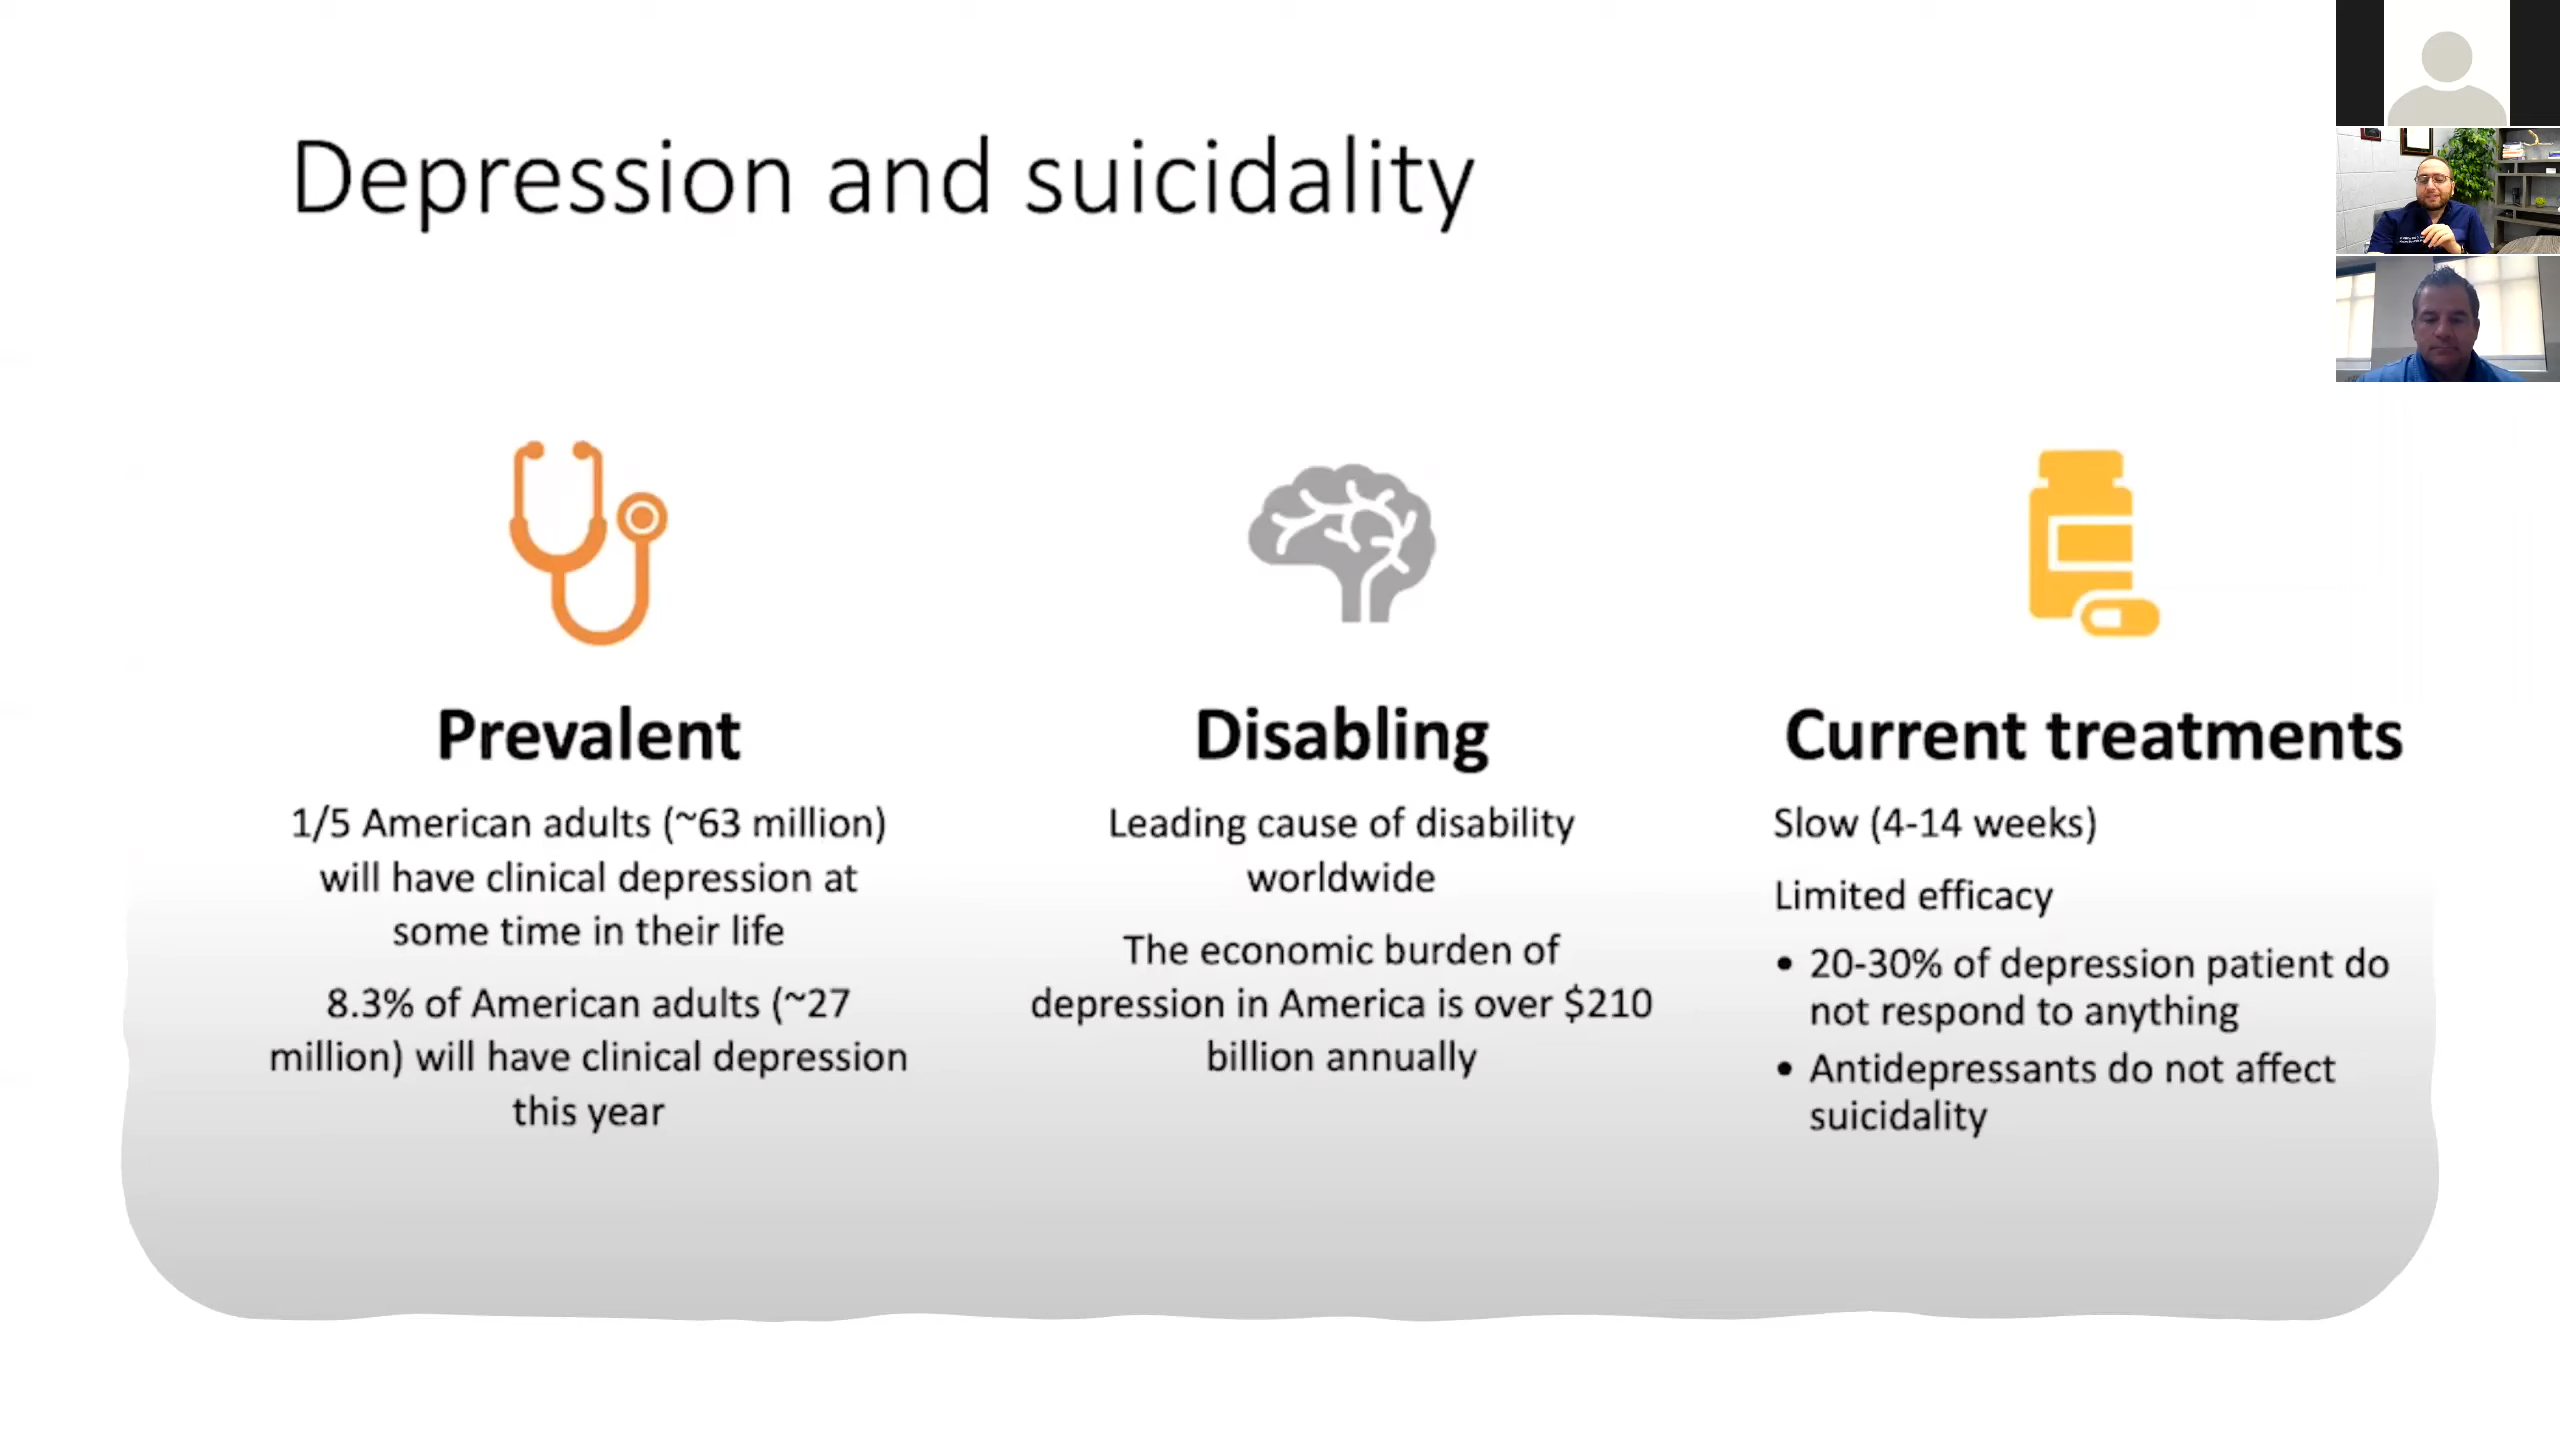 Depression and suicidality
Prevalent
1/5 American adults (~63 million)
will have clinical depression at
some time in their life
8.3% of American adults (~27
million) will have clinical depression
this year
Disabling
Leading cause of disability
worldwide
The economic burden of
depression in America is over $210
billion annually
Current treatments
Slow (4-14 weeks)
Limited efficacy
• 20-30% of depression patient do
not respond to anything
• Antidepressants do not affect
suicidality